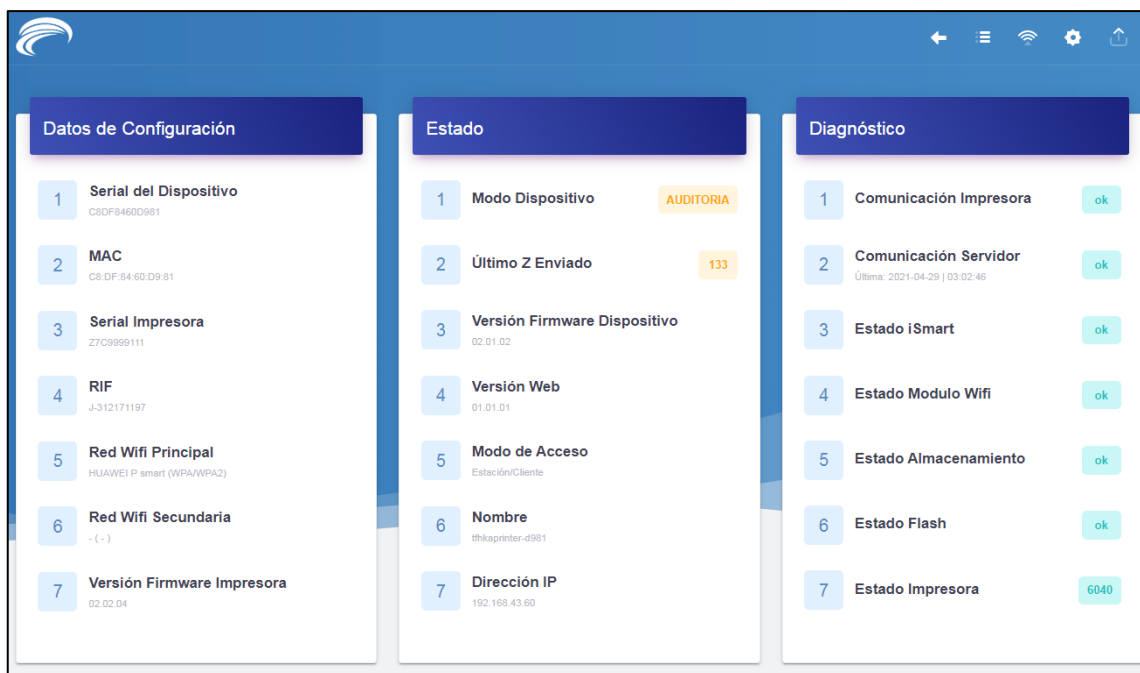 Datos de Configuración
1
Serial del Dispositivo
C8DF8460D981
2
MAC
C8:DF:84:60:D9:81
3
Serial Impresora
Z7C9999111
4
RIF
J-312171197
5
Red Wifi Principal
HUAWEI P smart (WPA/WPA2)
6
Red Wifi Secundaria
- ( - )
7
Versión Firmware Impresora
02.02.04
Estado
1
Modo Dispositivo
AUDITORIA
2
Último Z Enviado
133
3
Versión Firmware Dispositivo
02.01.02
4
Versión Web
01.01.01
5
Modo de Acceso
Estación/Cliente
6
Nombre
tfhkaprinter-d981
7
Dirección IP
192.168.43.60
Diagnóstico
1
Comunicación Impresora
ok
2
Comunicación Servidor
Última: 2021-04-29 | 03:02:46
ok
3
Estado iSmart
ok
4
Estado Modulo Wifi
ok
5
Estado Almacenamiento
ok
6
Estado Flash
ok
7
Estado Impresora
6040